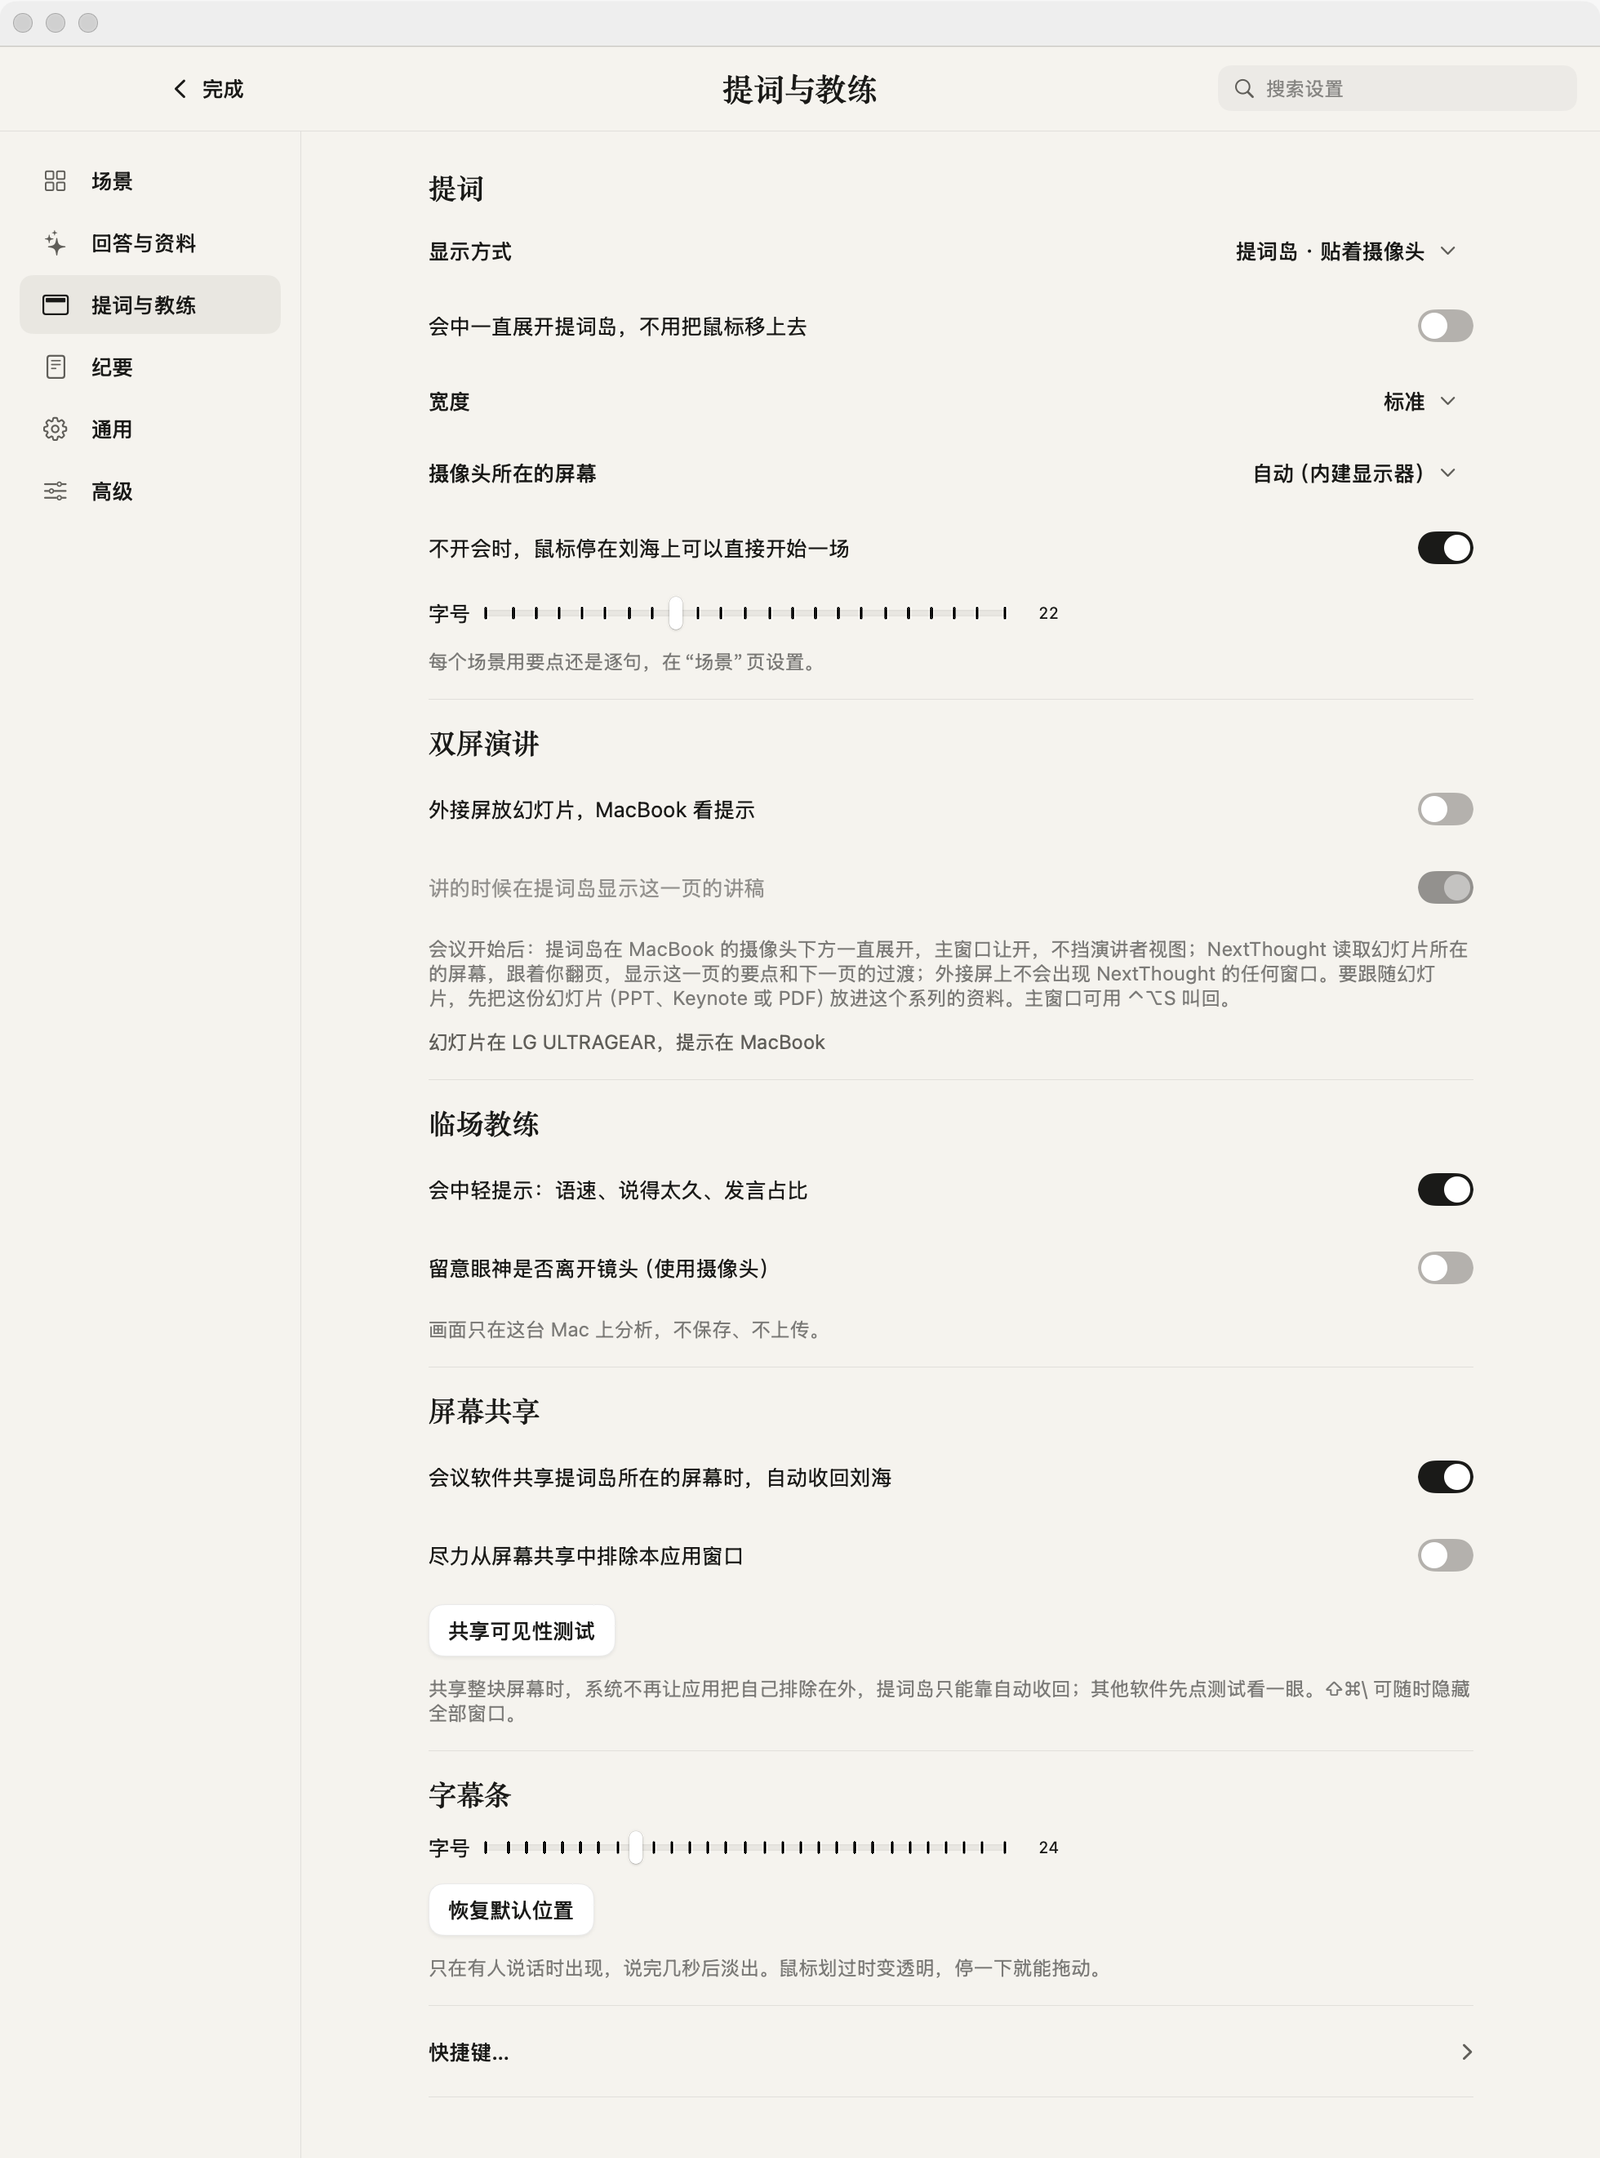 完成
提词与教练
搜索设置
场景
回答与资料
提词与教练
纪要
通用
高级
提词
显示方式
提词岛 · 贴着摄像头
会中一直展开提词岛，不用把鼠标移上去
宽度
标准
摄像头所在的屏幕
自动（内建显示器）
不开会时，鼠标停在刘海上可以直接开始一场
字号
22
每个场景用要点还是逐句，在“场景”页设置。
双屏演讲
外接屏放幻灯片，MacBook 看提示
讲的时候在提词岛显示这一页的讲稿
会议开始后：提词岛在 MacBook 的摄像头下方一直展开，主窗口让开，不挡演讲者视图；NextThought 读取幻灯片所在
的屏幕，跟着你翻页，显示这一页的要点和下一页的过渡；外接屏上不会出现 NextThought 的任何窗口。要跟随幻灯
片，先把这份幻灯片（PPT、Keynote 或 PDF）放进这个系列的资料。主窗口可用 ^⌥S 叫回。
幻灯片在 LG ULTRAGEAR，提示在 MacBook
临场教练
会中轻提示：语速、说得太久、发言占比
留意眼神是否离开镜头（使用摄像头）
画面只在这台 Mac 上分析，不保存、不上传。
屏幕共享
会议软件共享提词岛所在的屏幕时，自动收回刘海
尽力从屏幕共享中排除本应用窗口
共享可见性测试
共享整块屏幕时，系统不再让应用把自己排除在外，提词岛只能靠自动收回；其他软件先点测试看一眼。⇧⌘\ 可随时隐藏
全部窗口。
字幕条
字号
24
恢复默认位置
只在有人说话时出现，说完几秒后淡出。鼠标划过时变透明，停一下就能拖动。
快捷键...